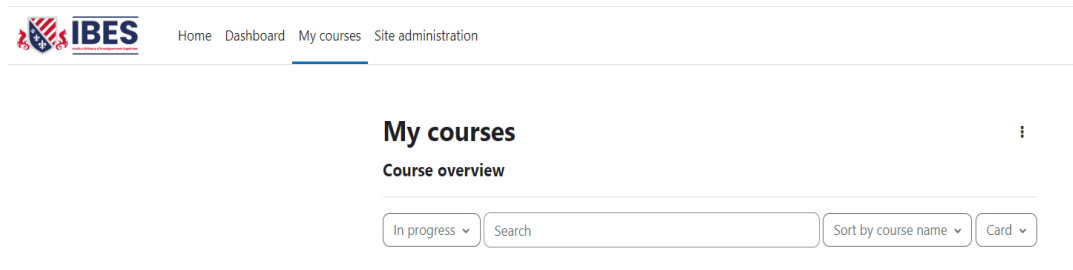 IBES
Home Dashboard My courses Site administration
My courses
Course overview
In progress Search Sort by course name Card